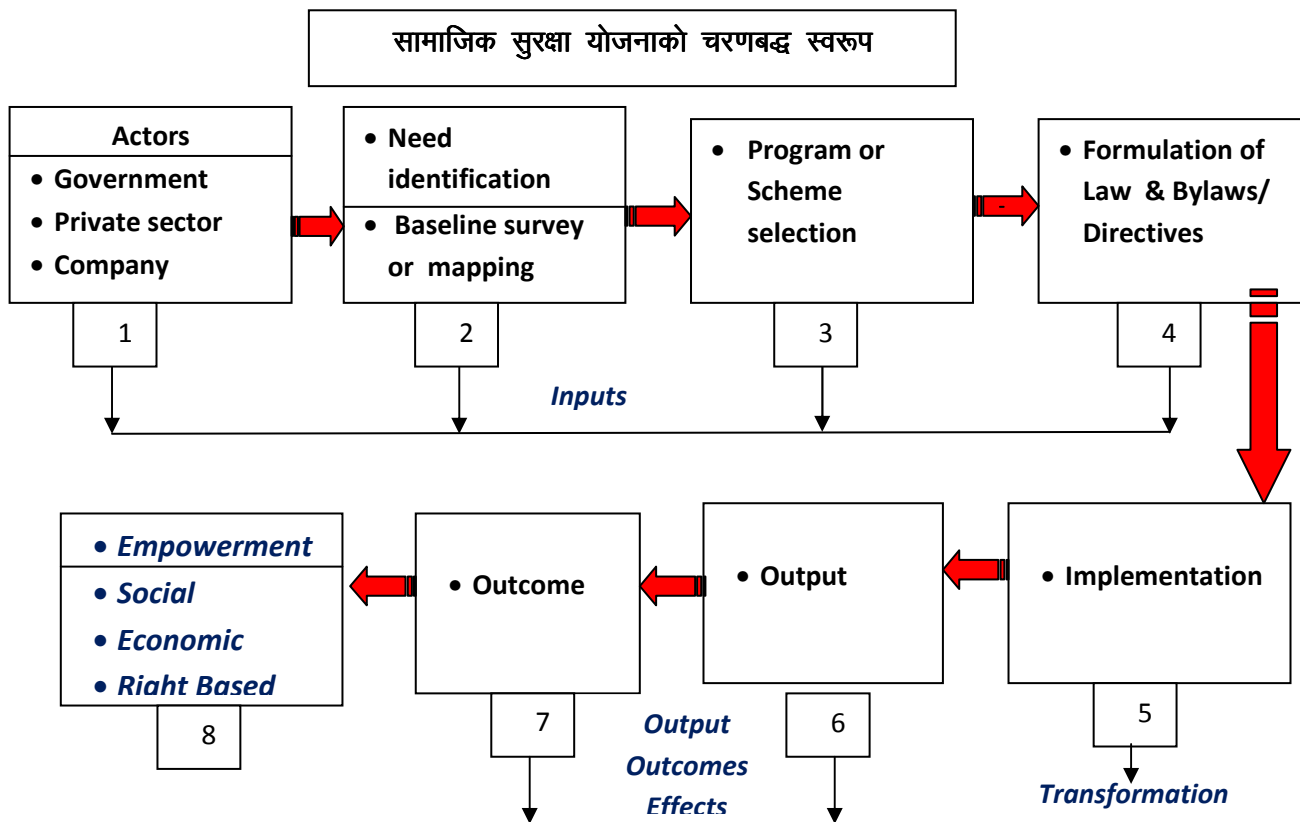 सामाजिक सुरक्षा योजनाको चरणबद्ध स्वरूप
Actors
• Government
• Private sector
• Company
1
• Need
identification
• Baseline survey
or mapping
2
• Program or
Scheme
selection
3
-
• Formulation of
Law & Bylaws/
Directives
4
Inputs
• Implementation
5
Transformation
• Output
6
• Outcome
7
Output
Outcomes
Effects
• Empowerment
• Social
• Economic
• Right Based
8